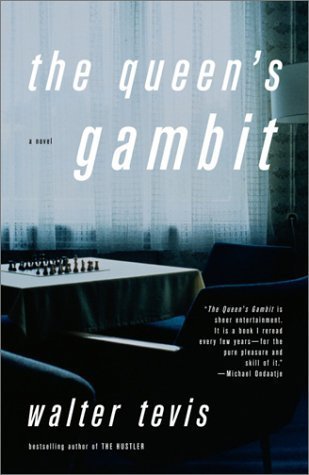 the queen's
a novel
gambit
"The Queen's Gambit is
sheer entertainment.
It is a book I reread
every few years—for the
pure pleasure and
skill of it."
—Michael Ondaatje
walter tevis
bestselling author of THE HUSTLER